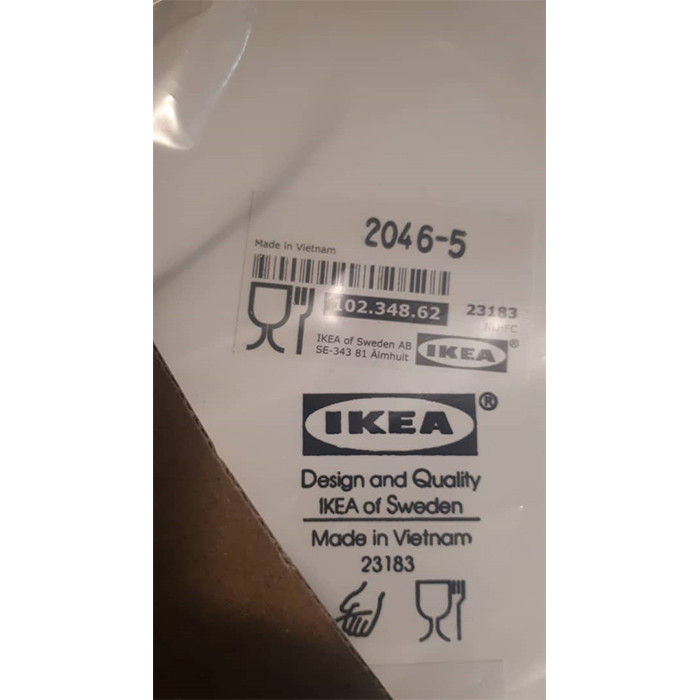 2046-5
Made in Vietnam
102.348.62
23183
IKEA of Sweden AB
SE-343 81 Älmhult
IKEA®
IKEA®
Design and Quality
IKEA of Sweden
Made in Vietnam
23183